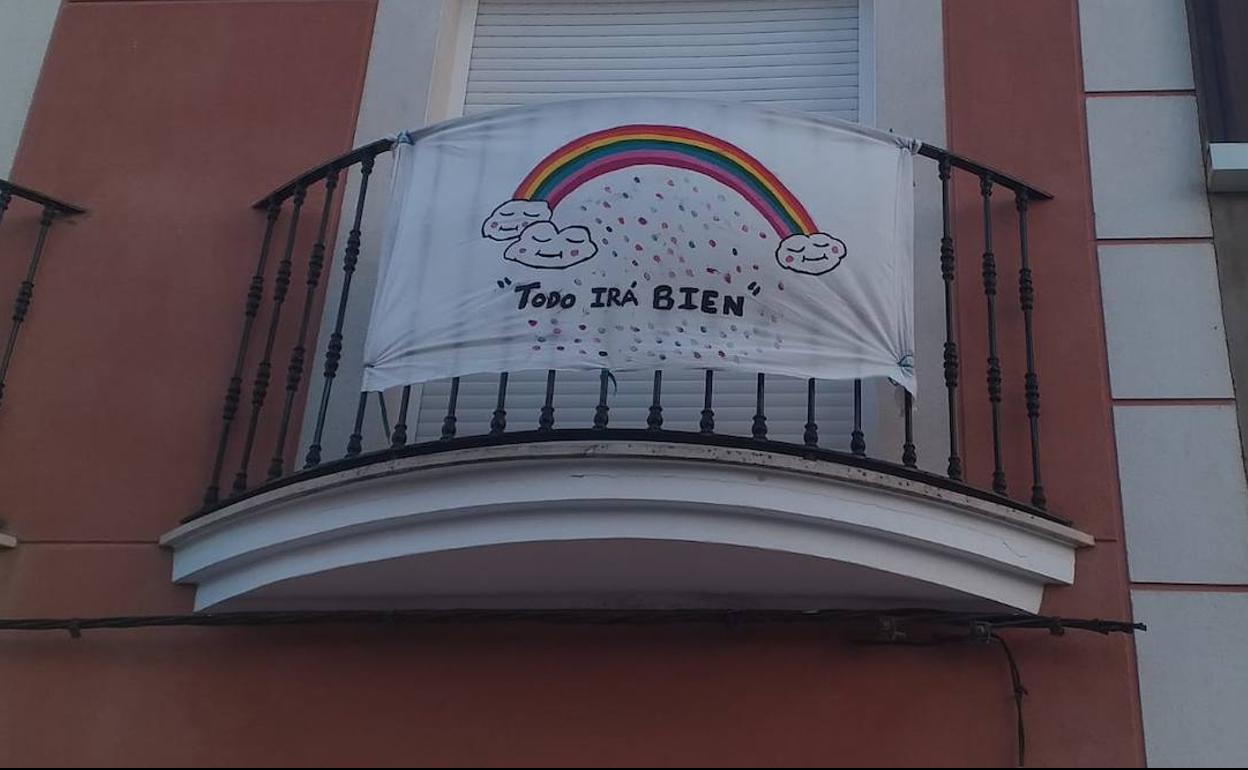 "Todo irá bien"